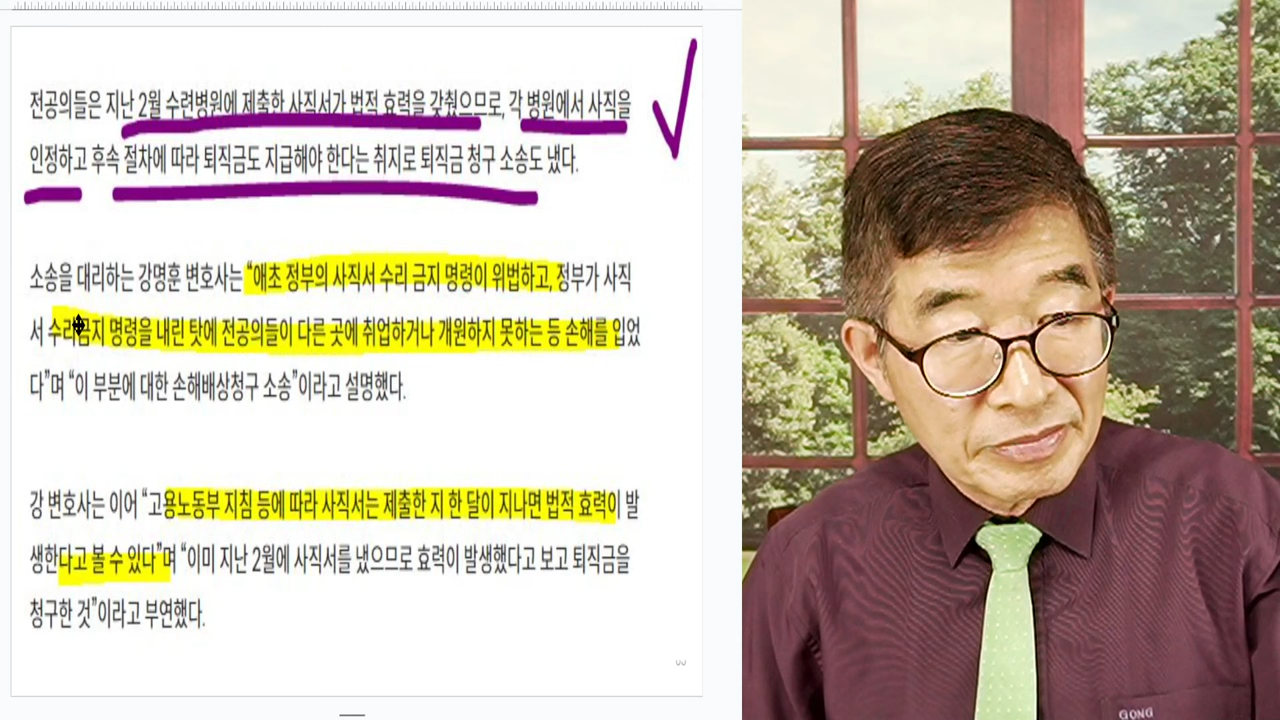 전공의들은 지난 2월 수련병원에 제출한 사직서가 법적 효력을 갖췄으므로, 각 병원에서 사직을
인정하고 후속 절차에 따라 퇴직금도 지급해야 한다는 취지로 퇴직금 청구 소송도 냈다.
소송을 대리하는 강명훈 변호사는 “애초 정부의 사직서 수리 금지 명령이 위법하고, 정부가 사직
서 수리금지 명령을 내린 탓에 전공의들이 다른 곳에 취업하거나 개원하지 못하는 등 손해를 입었
다”며 “이 부분에 대한 손해배상청구 소송”이라고 설명했다.
강 변호사는 이어 “고용노동부 지침 등에 따라 사직서는 제출한 지 한 달이 지나면 법적 효력이 발
생한다고 볼 수 있다”며 “이미 지난 2월에 사직서를 냈으므로 효력이 발생했다고 보고 퇴직금을
청구한 것”이라고 부연했다.
3
GONG